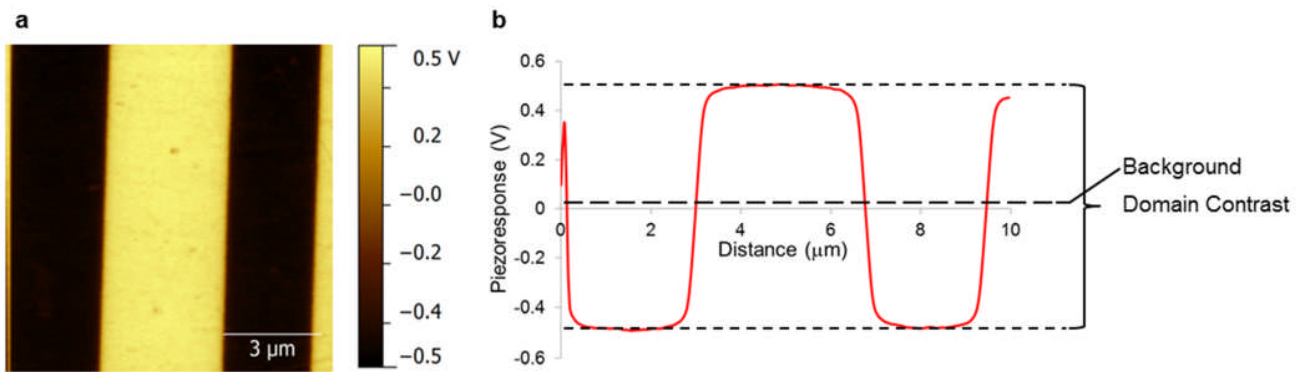 a
0.5 V
0.2
−0.0
−0.2
−0.4
−0.5
3 μm
b
Piezoresponse (V)
0.6
0.4
0.2
0
-0.2
-0.4
-0.6
0 2 4 6 8 10
Distance (μm)
Background
Domain Contrast